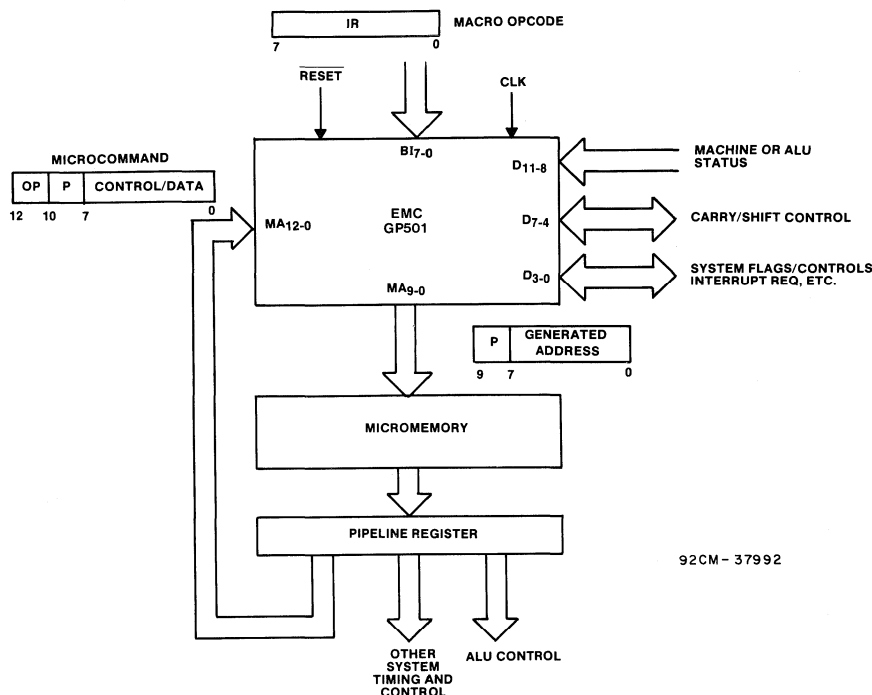 IR
MACRO OPCODE
7 0
RESET
CLK
MICROCOMMAND
OP P CONTROL/DATA
12 10 7 0
BI7-0
D11-8
MACHINE OR ALU
STATUS
MA12-0
EMC
GP501
D7-4
CARRY/SHIFT CONTROL
D3-0
SYSTEM FLAGS/CONTROLS
INTERRUPT REQ, ETC.
MA9-0
P GENERATED
ADDRESS
9 7 0
MICROMEMORY
PIPELINE REGISTER
92CM-37992
OTHER
SYSTEM
TIMING AND
CONTROL
ALU CONTROL